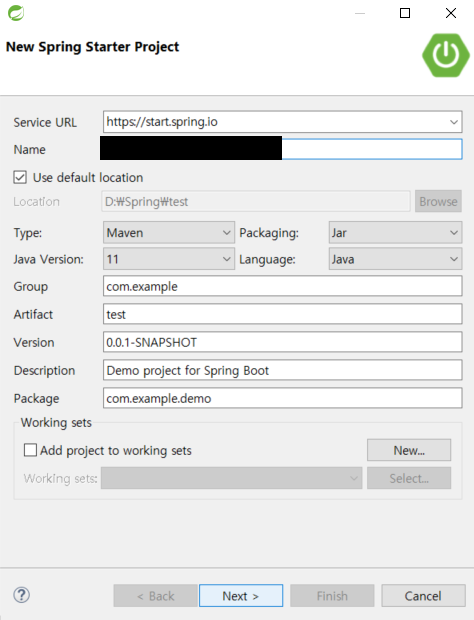 New Spring Starter Project
Service URL https://start.spring.io
Name
Use default location
Location D:₩Spring₩test Browse
Type: Maven Packaging: Jar
Java Version: 11 Language: Java
Group com.example
Artifact test
Version 0.0.1-SNAPSHOT
Description Demo project for Spring Boot
Package com.example.demo
Working sets
Add project to working sets New...
Working sets: Select...
? < Back Next > Finish Cancel